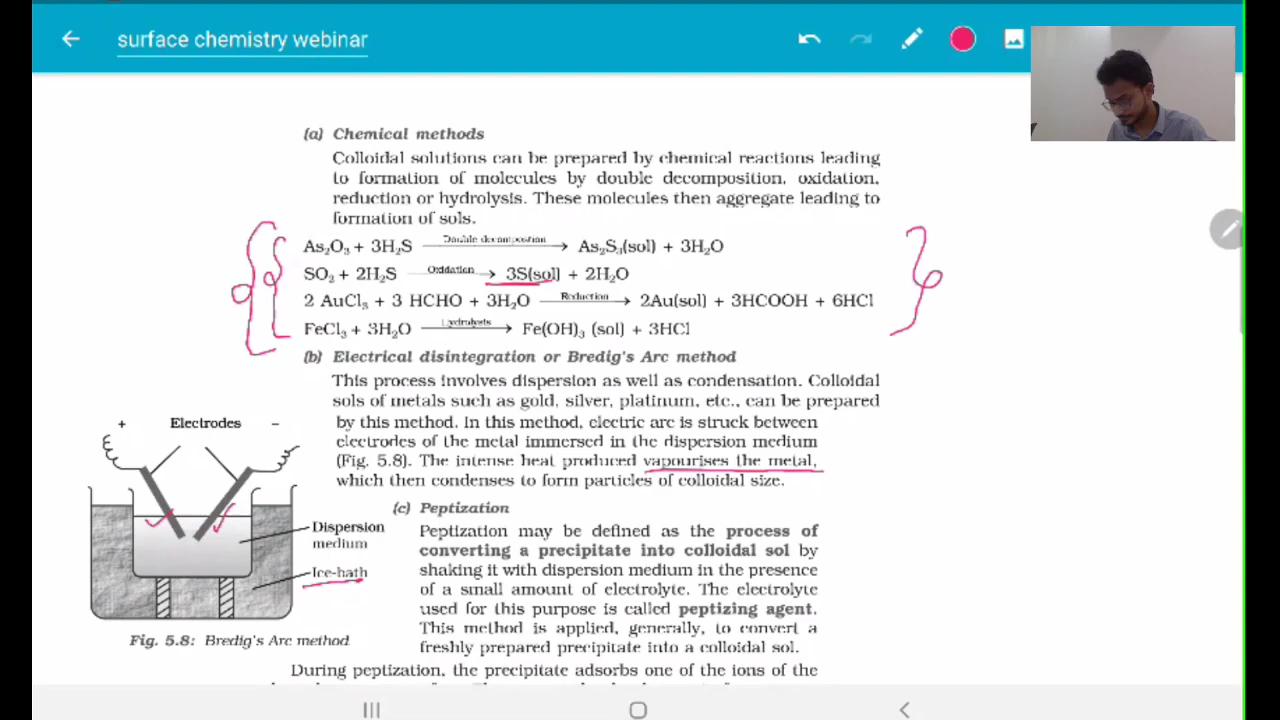 surface chemistry webinar
(a) Chemical methods
Colloidal solutions can be prepared by chemical reactions leading
to formation of molecules by double decomposition, oxidation,
reduction or hydrolysis. These molecules then aggregate leading to
formation of sols.
As₂O₃ + 3H₂S Double decomposition → As₂S₃(sol) + 3H₂O
SO₂ + 2H₂S Oxidation → 3S(sol) + 2H₂O
2 AuCl₃ + 3 HCHO + 3H₂O Reduction → 2Au(sol) + 3HCOOH + 6HCl
FeCl₃ + 3H₂O Hydrolysis → Fe(OH)₃ (sol) + 3HCl
(b) Electrical disintegration or Bredig's Arc method
This process involves dispersion as well as condensation. Colloidal
sols of metals such as gold, silver, platinum, etc., can be prepared
by this method. In this method, electric arc is struck between
electrodes of the metal immersed in the dispersion medium
(Fig. 5.8). The intense heat produced vapourises the metal,
which then condenses to form particles of colloidal size.
+ Electrodes −
Dispersion
medium
Ice-bath
Fig. 5.8: Bredig's Arc method
(c) Peptization
Peptization may be defined as the process of
converting a precipitate into colloidal sol by
shaking it with dispersion medium in the presence
of a small amount of electrolyte. The electrolyte
used for this purpose is called peptizing agent.
This method is applied, generally, to convert a
freshly prepared precipitate into a colloidal sol.
During peptization, the precipitate adsorbs one of the ions of the